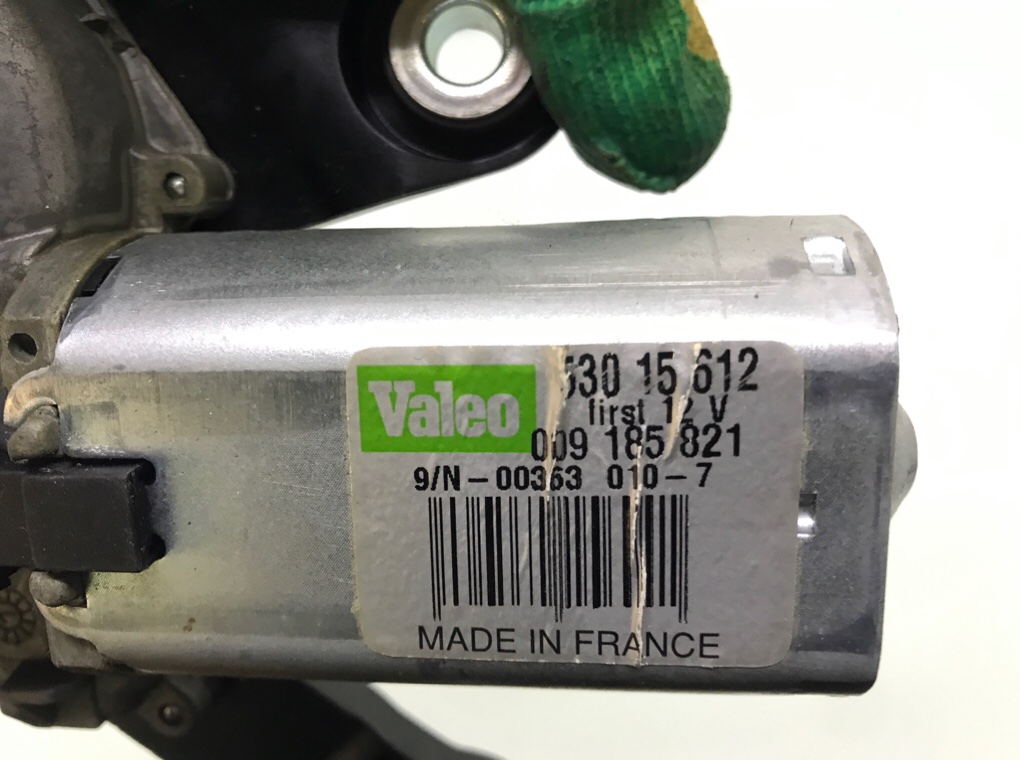 Valeo
530 15 612
first 12 V
009 185 821
9/N-00363 010-7
MADE IN FRANCE